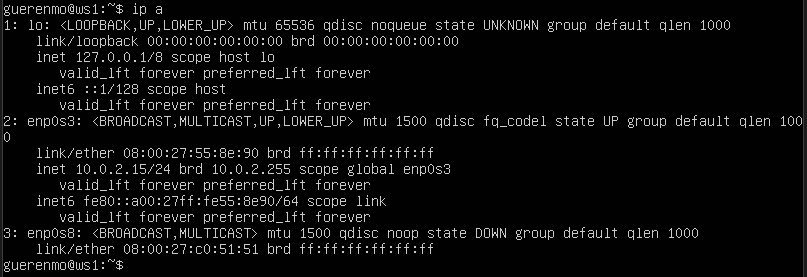 guerenmo@ws1:~$ ip a
1: lo: <LOOPBACK,UP,LOWER_UP> mtu 65536 qdisc noqueue state UNKNOWN group default qlen 1000
    link/loopback 00:00:00:00:00:00 brd 00:00:00:00:00:00
    inet 127.0.0.1/8 scope host lo
       valid_lft forever preferred_lft forever
    inet6 ::1/128 scope host
       valid_lft forever preferred_lft forever
2: enp0s3: <BROADCAST,MULTICAST,UP,LOWER_UP> mtu 1500 qdisc fq_codel state UP group default qlen 100
0
    link/ether 08:00:27:55:8e:90 brd ff:ff:ff:ff:ff:ff
    inet 10.0.2.15/24 brd 10.0.2.255 scope global enp0s3
       valid_lft forever preferred_lft forever
    inet6 fe80::a00:27ff:fe55:8e90/64 scope link
       valid_lft forever preferred_lft forever
3: enp0s8: <BROADCAST,MULTICAST> mtu 1500 qdisc noop state DOWN group default qlen 1000
    link/ether 08:00:27:c0:51:51 brd ff:ff:ff:ff:ff:ff
guerenmo@ws1:~$